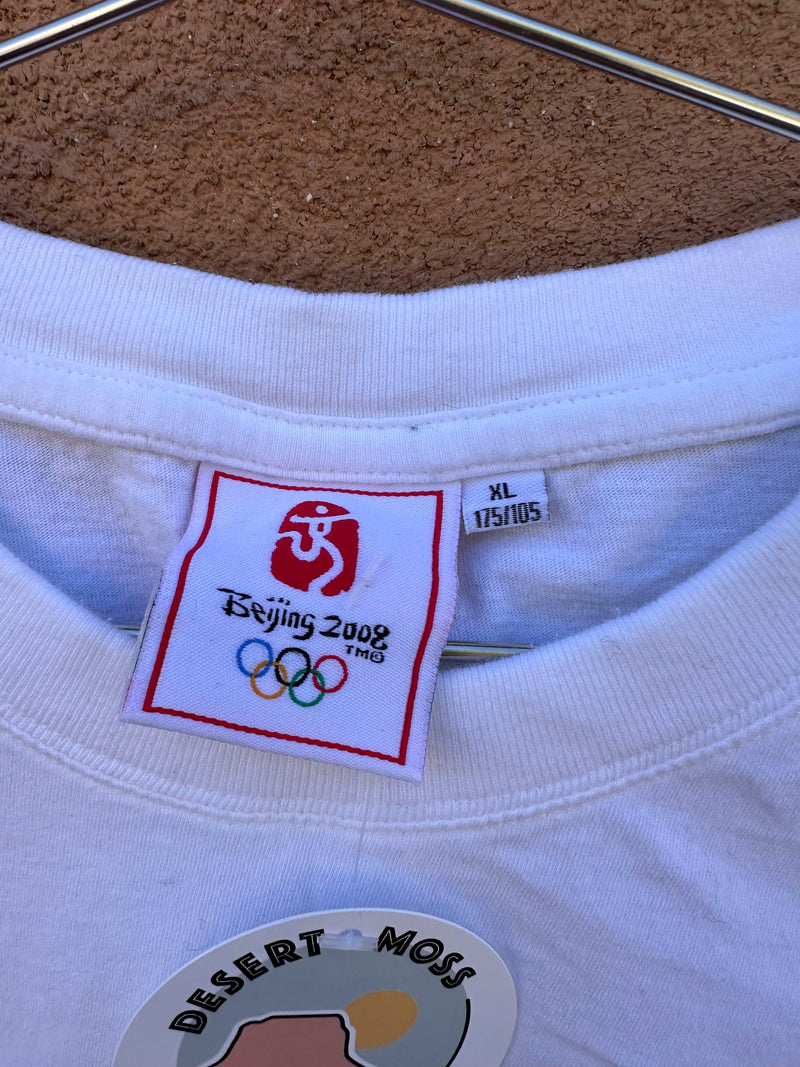 XL
175/105
Beijing 2008
TM©
DESERT MOSS